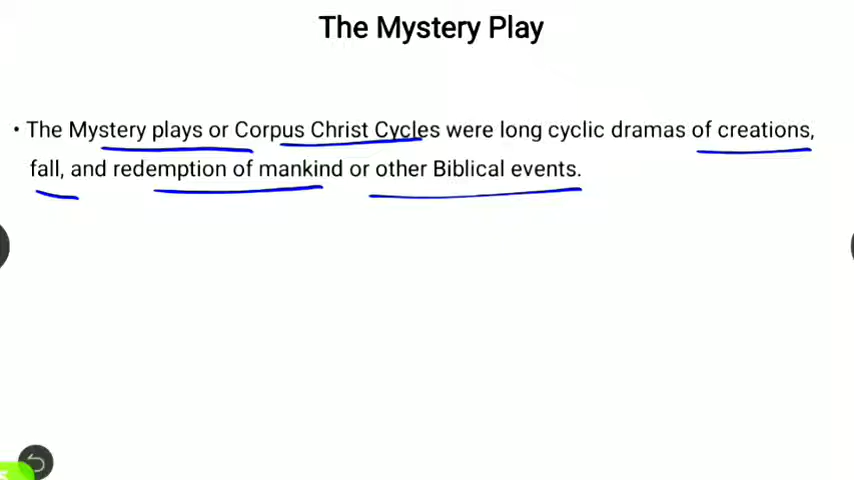 The Mystery Play
• The Mystery plays or Corpus Christ Cycles were long cyclic dramas of creations,
fall, and redemption of mankind or other Biblical events.